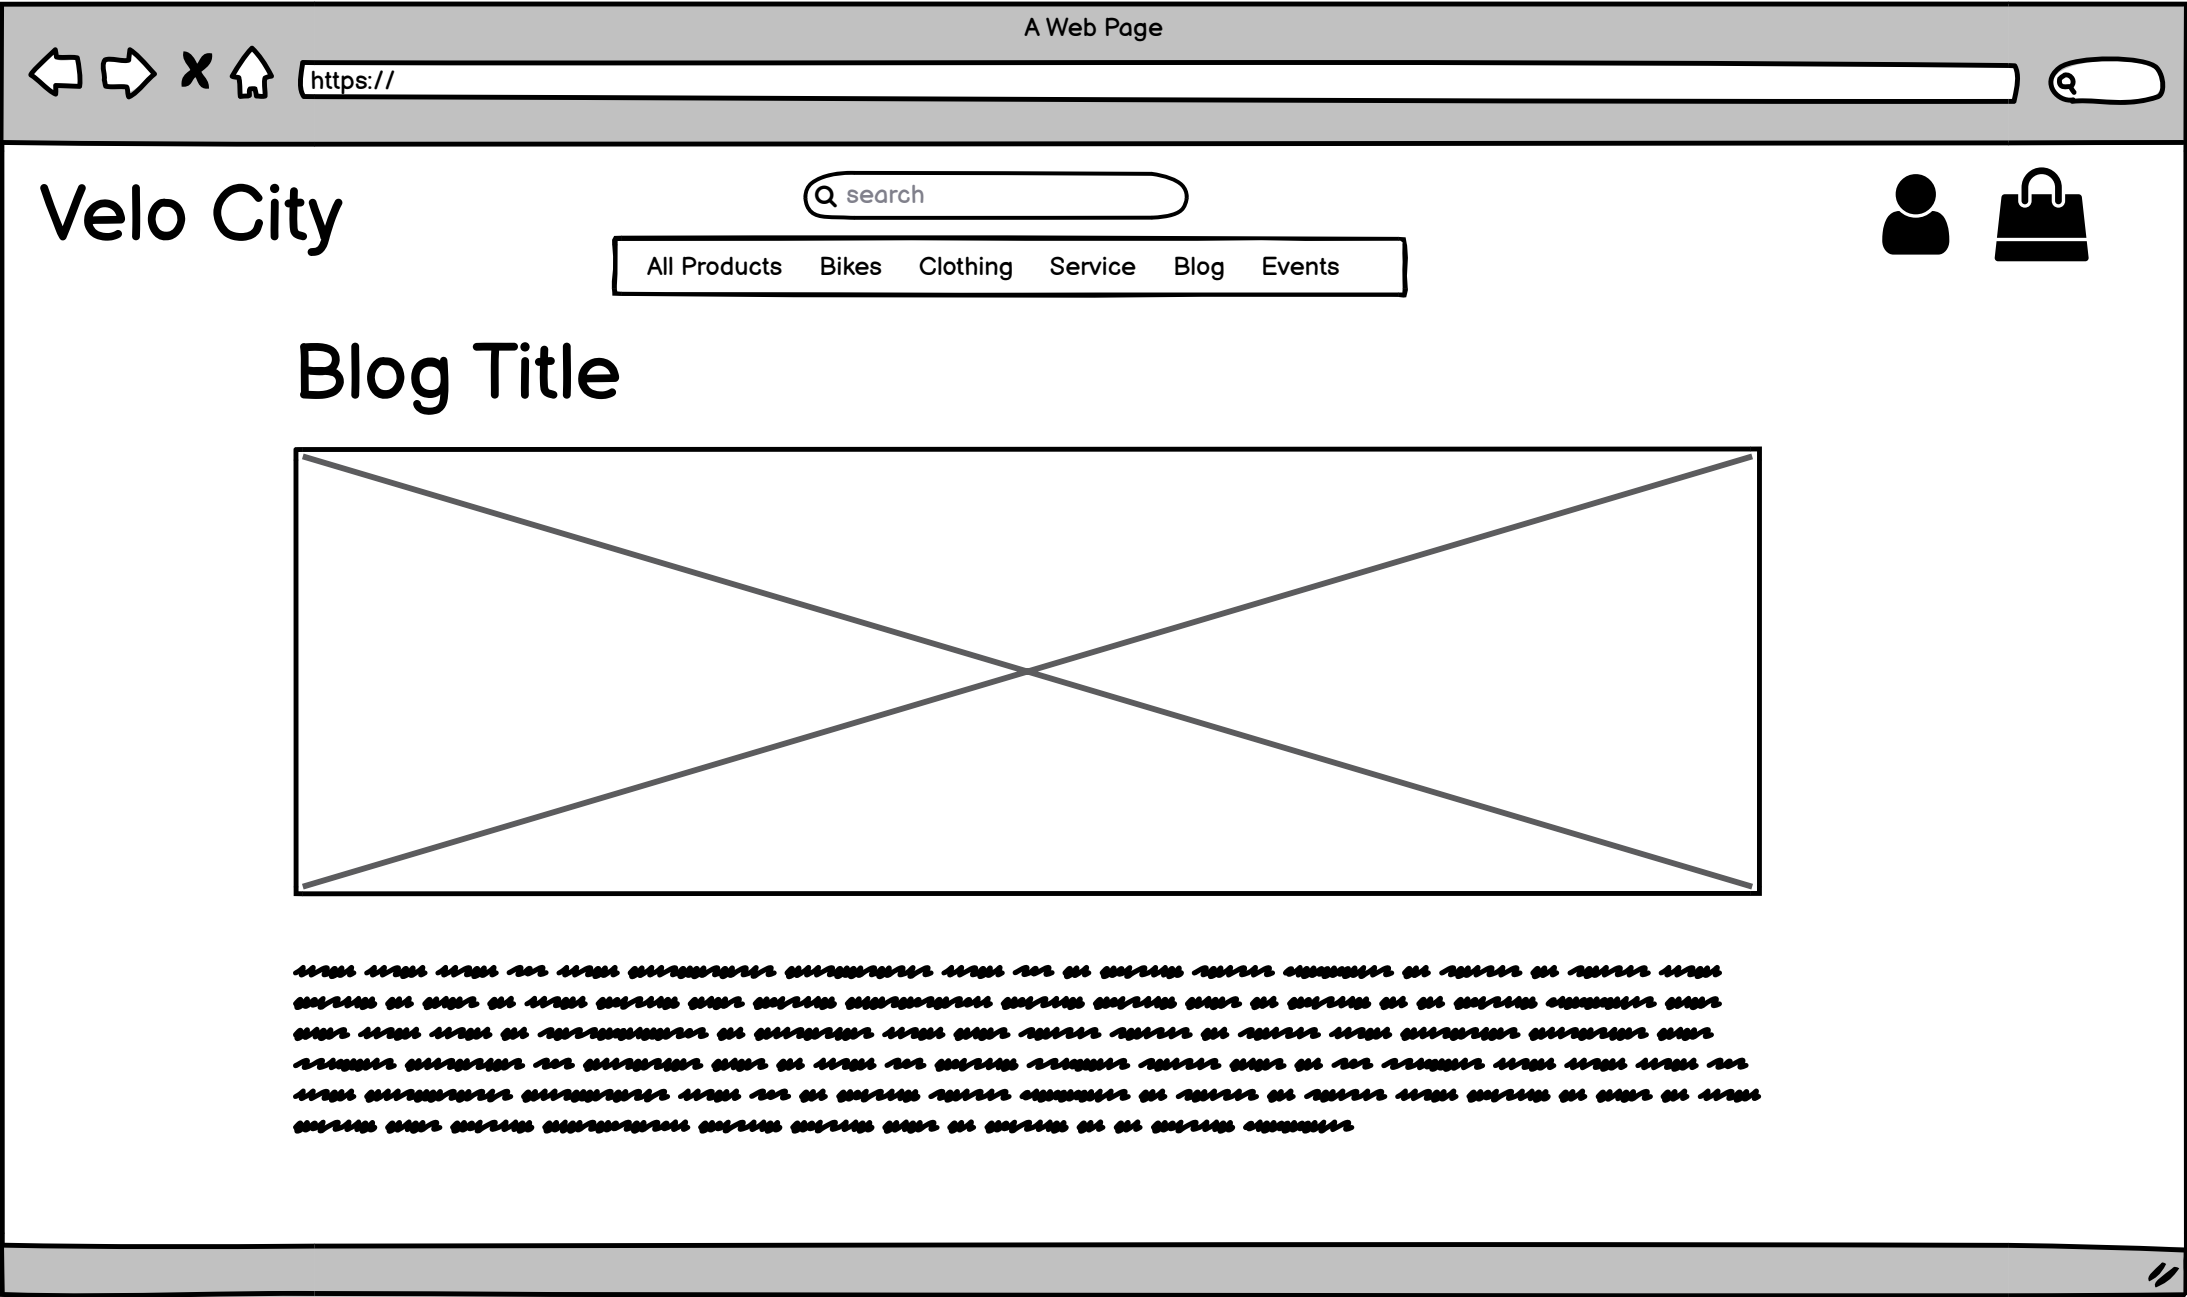 A Web Page
https://
Velo City
search
All Products Bikes Clothing Service Blog Events
Blog Title